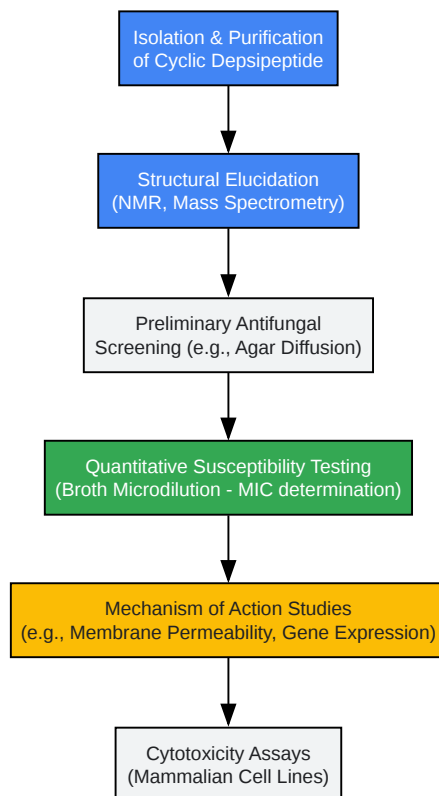 Isolation & Purification
of Cyclic Depsipeptide
Structural Elucidation
(NMR, Mass Spectrometry)
Preliminary Antifungal
Screening (e.g., Agar Diffusion)
Quantitative Susceptibility Testing
(Broth Microdilution - MIC determination)
Mechanism of Action Studies
(e.g., Membrane Permeability, Gene Expression)
Cytotoxicity Assays
(Mammalian Cell Lines)